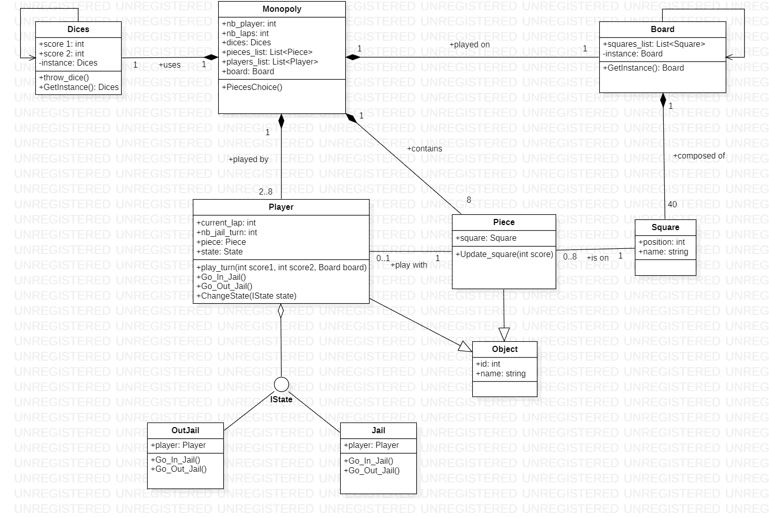 Monopoly
+nb_player: int
+nb_laps: int
+dices: Dices
+pieces_list: List<Piece>
+players_list: List<Player>
+board: Board
+PiecesChoice()
Dices
+score 1: int
+score 2: int
-instance: Dices
+throw_dice()
+GetInstance(): Dices
1
+uses
1
1
+played on
1
Board
+squares_list: List<Square>
-instance: Board
+GetInstance(): Board
1
+composed of
40
1
+played by
2..8
1
+contains
8
Player
+current_lap: int
+nb_jail_turn: int
+piece: Piece
+state: State
+play_turn(int score1, int score2, Board board)
+Go_In_Jail()
+Go_Out_Jail()
+ChangeState(IState state)
0..1
+play with
1
Piece
+square: Square
+Update_square(int score)
0..8
+is on
1
Square
+position: int
+name: string
Object
+id: int
+name: string
IState
OutJail
+player: Player
+Go_In_Jail()
+Go_Out_Jail()
Jail
+player: Player
+Go_In_Jail()
+Go_Out_Jail()
UNREGISTERED